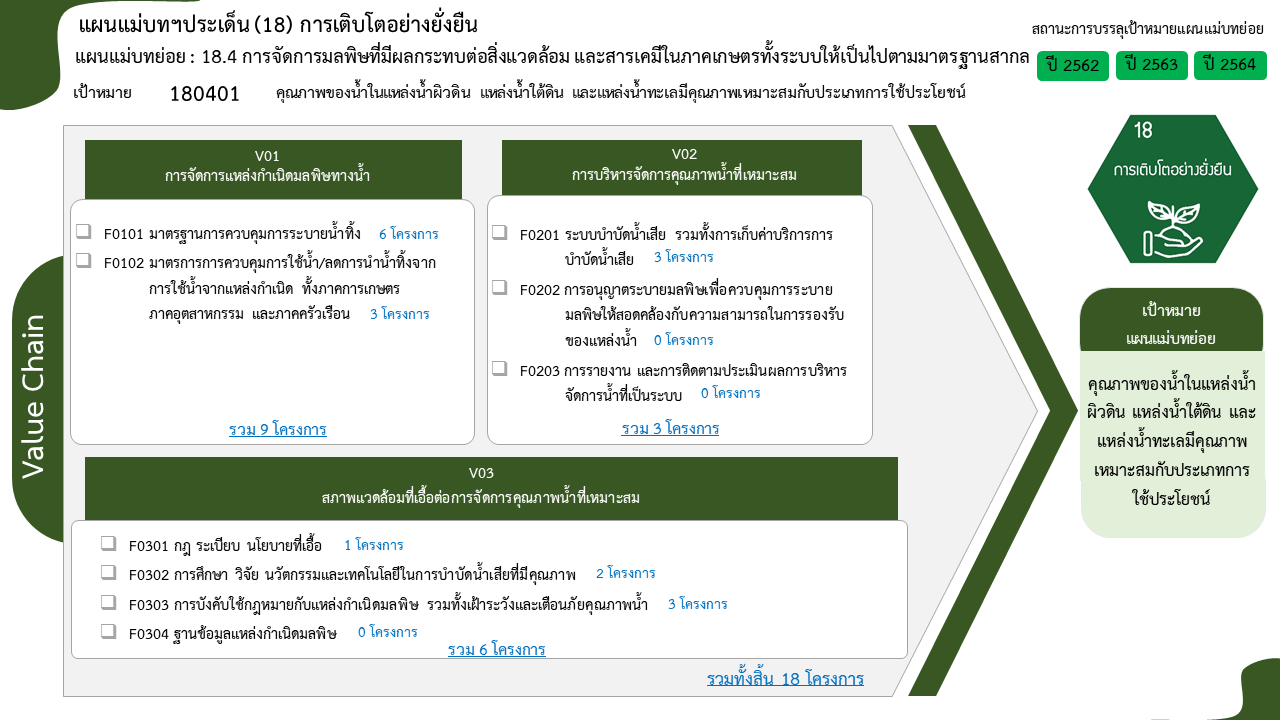 แผนแม่บทฯประเด็น (18) การเติบโตอย่างยั่งยืน
แผนแม่บทย่อย : 18.4 การจัดการมลพิษที่มีผลกระทบต่อสิ่งแวดล้อม และสารเคมีในภาคเกษตรทั้งระบบให้เป็นไปตามมาตรฐานสากล
เป้าหมาย 180401 คุณภาพของน้ำในแหล่งน้ำผิวดิน แหล่งน้ำใต้ดิน และแหล่งน้ำทะเลมีคุณภาพเหมาะสมกับประเภทการใช้ประโยชน์
สถานะการบรรลุเป้าหมายแผนแม่บทย่อย
ปี 2562 ปี 2563 ปี 2564
Value Chain
V01
การจัดการแหล่งกำเนิดมลพิษทางน้ำ
F0101 มาตรฐานการควบคุมการระบายน้ำทิ้ง 6 โครงการ
F0102 มาตรการการควบคุมการใช้น้ำ/ลดการนำน้ำทิ้งจาก
การใช้น้ำจากแหล่งกำเนิด ทั้งภาคการเกษตร
ภาคอุตสาหกรรม และภาคครัวเรือน 3 โครงการ
รวม 9 โครงการ
V02
การบริหารจัดการคุณภาพน้ำที่เหมาะสม
F0201 ระบบบำบัดน้ำเสีย รวมทั้งการเก็บค่าบริการการ
บำบัดน้ำเสีย 3 โครงการ
F0202 การอนุญาตระบายมลพิษเพื่อควบคุมการระบาย
มลพิษให้สอดคล้องกับความสามารถในการรองรับ
ของแหล่งน้ำ 0 โครงการ
F0203 การรายงาน และการติดตามประเมินผลการบริหาร
จัดการน้ำที่เป็นระบบ 0 โครงการ
รวม 3 โครงการ
V03
สภาพแวดล้อมที่เอื้อต่อการจัดการคุณภาพน้ำที่เหมาะสม
F0301 กฎ ระเบียบ นโยบายที่เอื้อ 1 โครงการ
F0302 การศึกษา วิจัย นวัตกรรมและเทคโนโลยีในการบำบัดน้ำเสียที่มีคุณภาพ 2 โครงการ
F0303 การบังคับใช้กฎหมายกับแหล่งกำเนิดมลพิษ รวมทั้งเฝ้าระวังและเตือนภัยคุณภาพน้ำ 3 โครงการ
F0304 ฐานข้อมูลแหล่งกำเนิดมลพิษ 0 โครงการ
รวม 6 โครงการ
รวมทั้งสิ้น 18 โครงการ
18
การเติบโตอย่างยั่งยืน
เป้าหมาย
แผนแม่บทย่อย
คุณภาพของน้ำในแหล่งน้ำ
ผิวดิน แหล่งน้ำใต้ดิน และ
แหล่งน้ำทะเลมีคุณภาพ
เหมาะสมกับประเภทการ
ใช้ประโยชน์